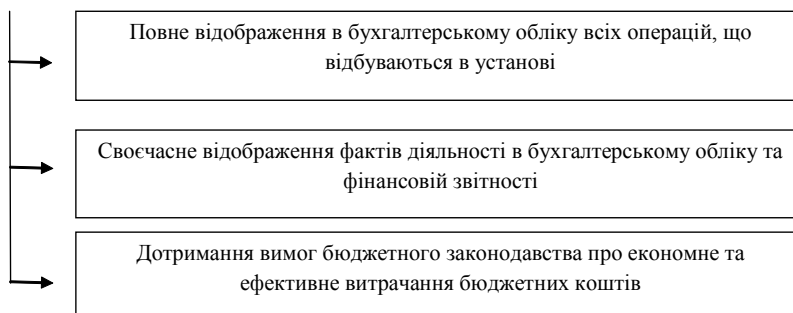 Повне відображення в бухгалтерському обліку всіх операцій, що
відбуваються в установі
Своєчасне відображення фактів діяльності в бухгалтерському обліку та
фінансовій звітності
Дотримання вимог бюджетного законодавства про економне та
ефективне витрачання бюджетних коштів